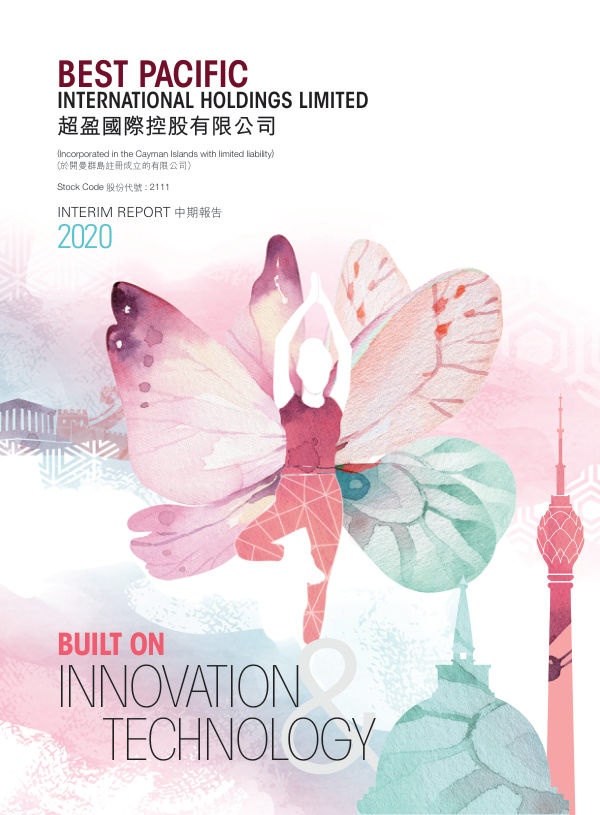 BEST PACIFIC
INTERNATIONAL HOLDINGS LIMITED
超盈國際控股有限公司
(Incorporated in the Cayman Islands with limited liability)
(於開曼群島註冊成立的有限公司)
Stock Code 股份代號 : 2111
INTERIM REPORT 中期報告
2020
BUILT ON
INNOVATION
& TECHNOLOGY